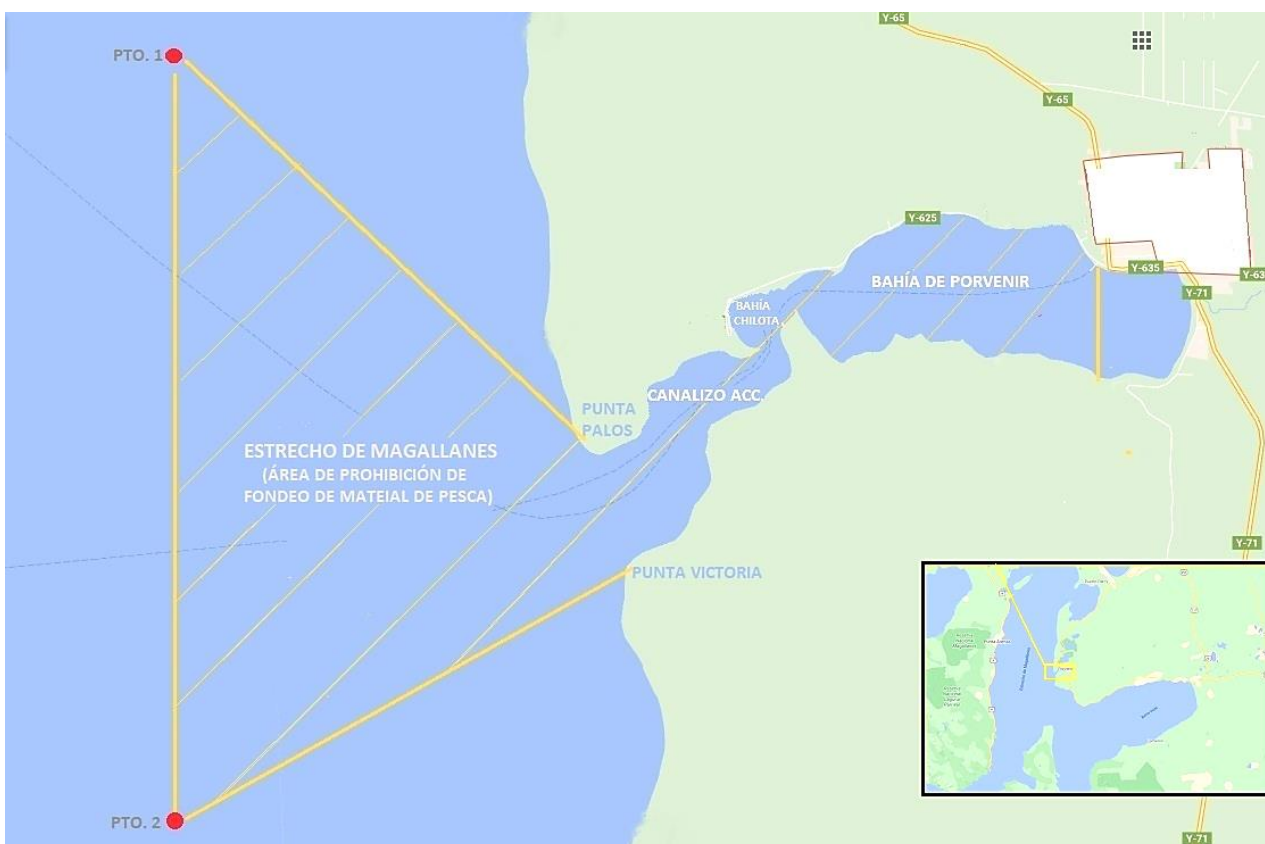 Y-65
PTO. 1
Y-65
Y-625
BAHÍA DE PORVENIR
Y-635
Y-63
Y-71
BAHÍA
CHILOTA
CANALIZO ACC.
PUNTA
PALOS
ESTRECHO DE MAGALLANES
(ÁREA DE PROHIBICIÓN DE
FONDEO DE MATEIAL DE PESCA)
Y-71
PUNTA VICTORIA
PTO. 2
Y-71